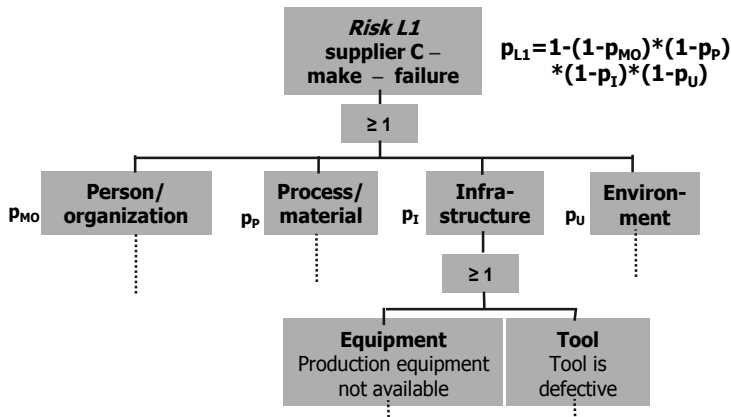 Risk L1
supplier C –
make – failure
p_L1=1-(1-p_MO)*(1-p_P)
*(1-p_I)*(1-p_U)
≥ 1
p_MO
Person/
organization
p_P
Process/
material
p_I
Infra-
structure
p_U
Environ-
ment
≥ 1
Equipment
Production equipment
not available
Tool
Tool is
defective